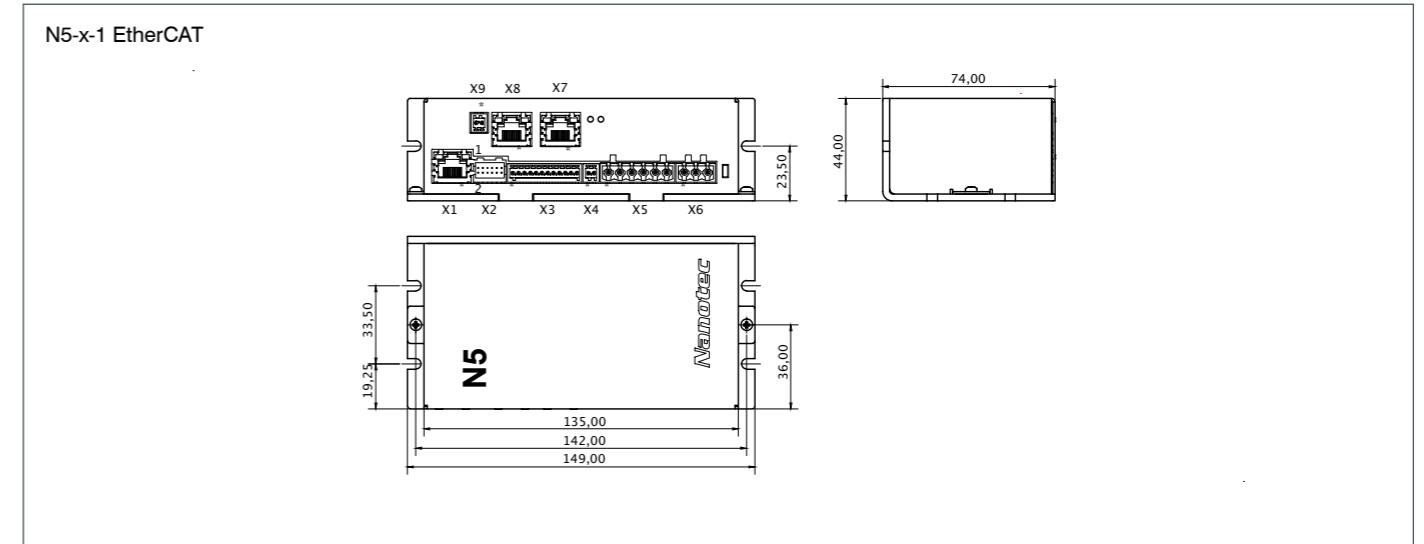 N5-x-1 EtherCAT
X9 X8 X7
1
2
X1 X2 X3 X4 X5 X6
23,50
74,00
44,00
33,50
19,25
N5
Nanotec
36,00
135,00
142,00
149,00